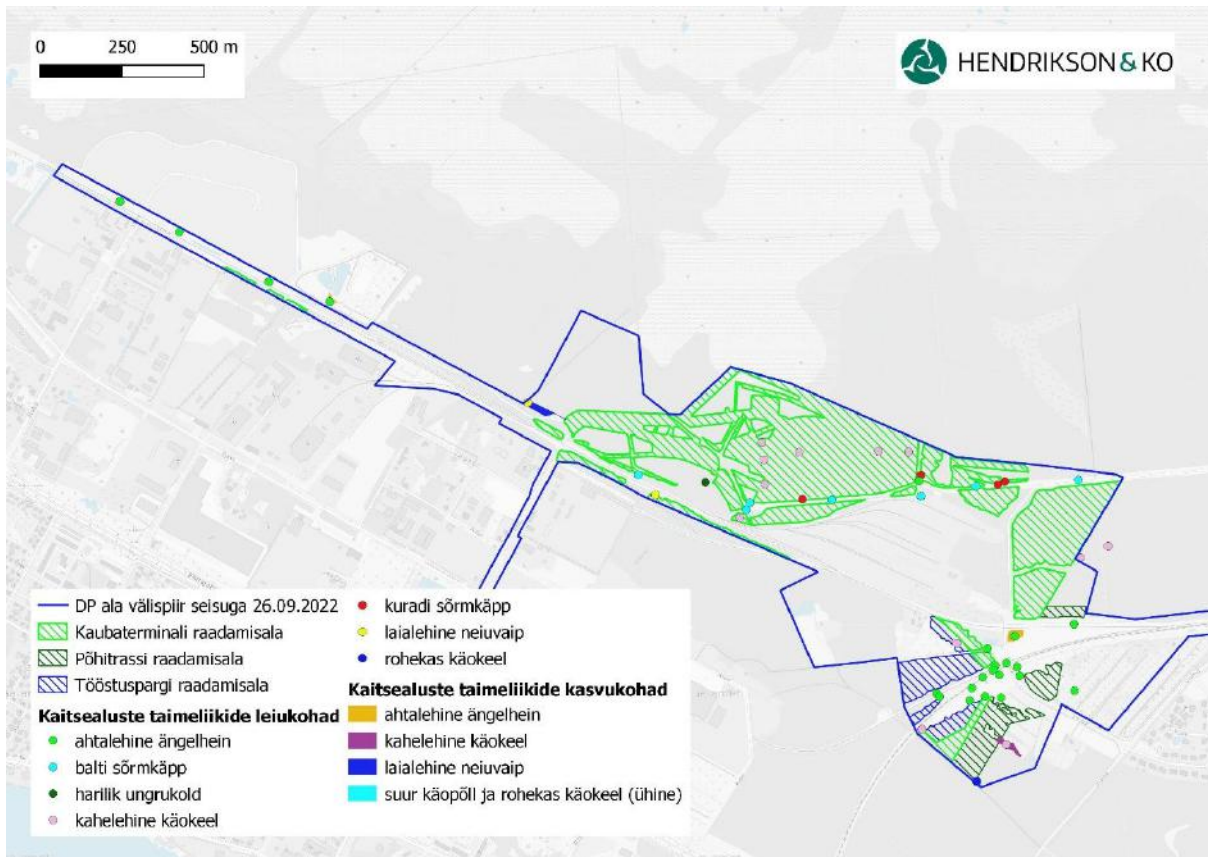 0 250 500 m
HENDRIKSON & KO
DP ala välispiir seisuga 26.09.2022
Kaubaterminali raadamisala
Põhitrassi raadamisala
Tööstuspargi raadamisala
Kaitsealuste taimeliikide leiukohad
ahtalehine ängelhein
balti sõrmkäpp
harilik ungrukold
kahelehine käokeel
kuradi sõrmkäpp
laialehine neiuvaip
rohekas käokeel
Kaitsealuste taimeliikide kasvukohad
ahtalehine ängelhein
kahelehine käokeel
laialehine neiuvaip
suur käopõll ja rohekas käokeel (ühine)